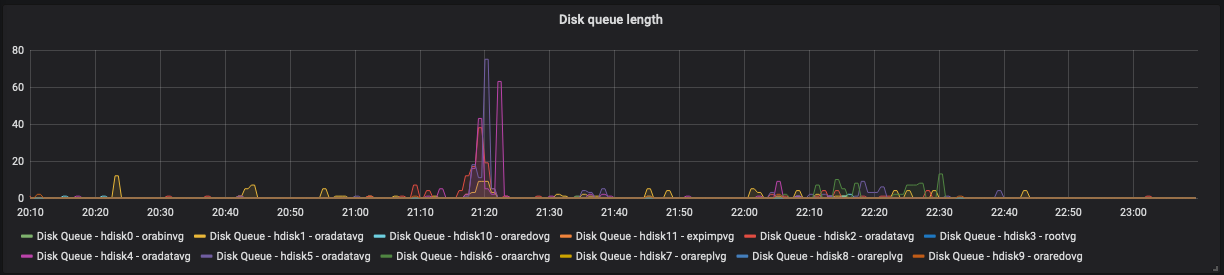 Disk queue length
80
60
40
20
0
20:10 20:20 20:30 20:40 20:50 21:00 21:10 21:20 21:30 21:40 21:50 22:00 22:10 22:20 22:30 22:40 22:50 23:00
Disk Queue - hdisk0 - orabinvg Disk Queue - hdisk1 - oradatavg Disk Queue - hdisk10 - oraredovg Disk Queue - hdisk11 - expimpvg Disk Queue - hdisk2 - oradatavg Disk Queue - hdisk3 - rootvg
Disk Queue - hdisk4 - oradatavg Disk Queue - hdisk5 - oradatavg Disk Queue - hdisk6 - oraarchvg Disk Queue - hdisk7 - orareplvg Disk Queue - hdisk8 - orareplvg Disk Queue - hdisk9 - oraredovg